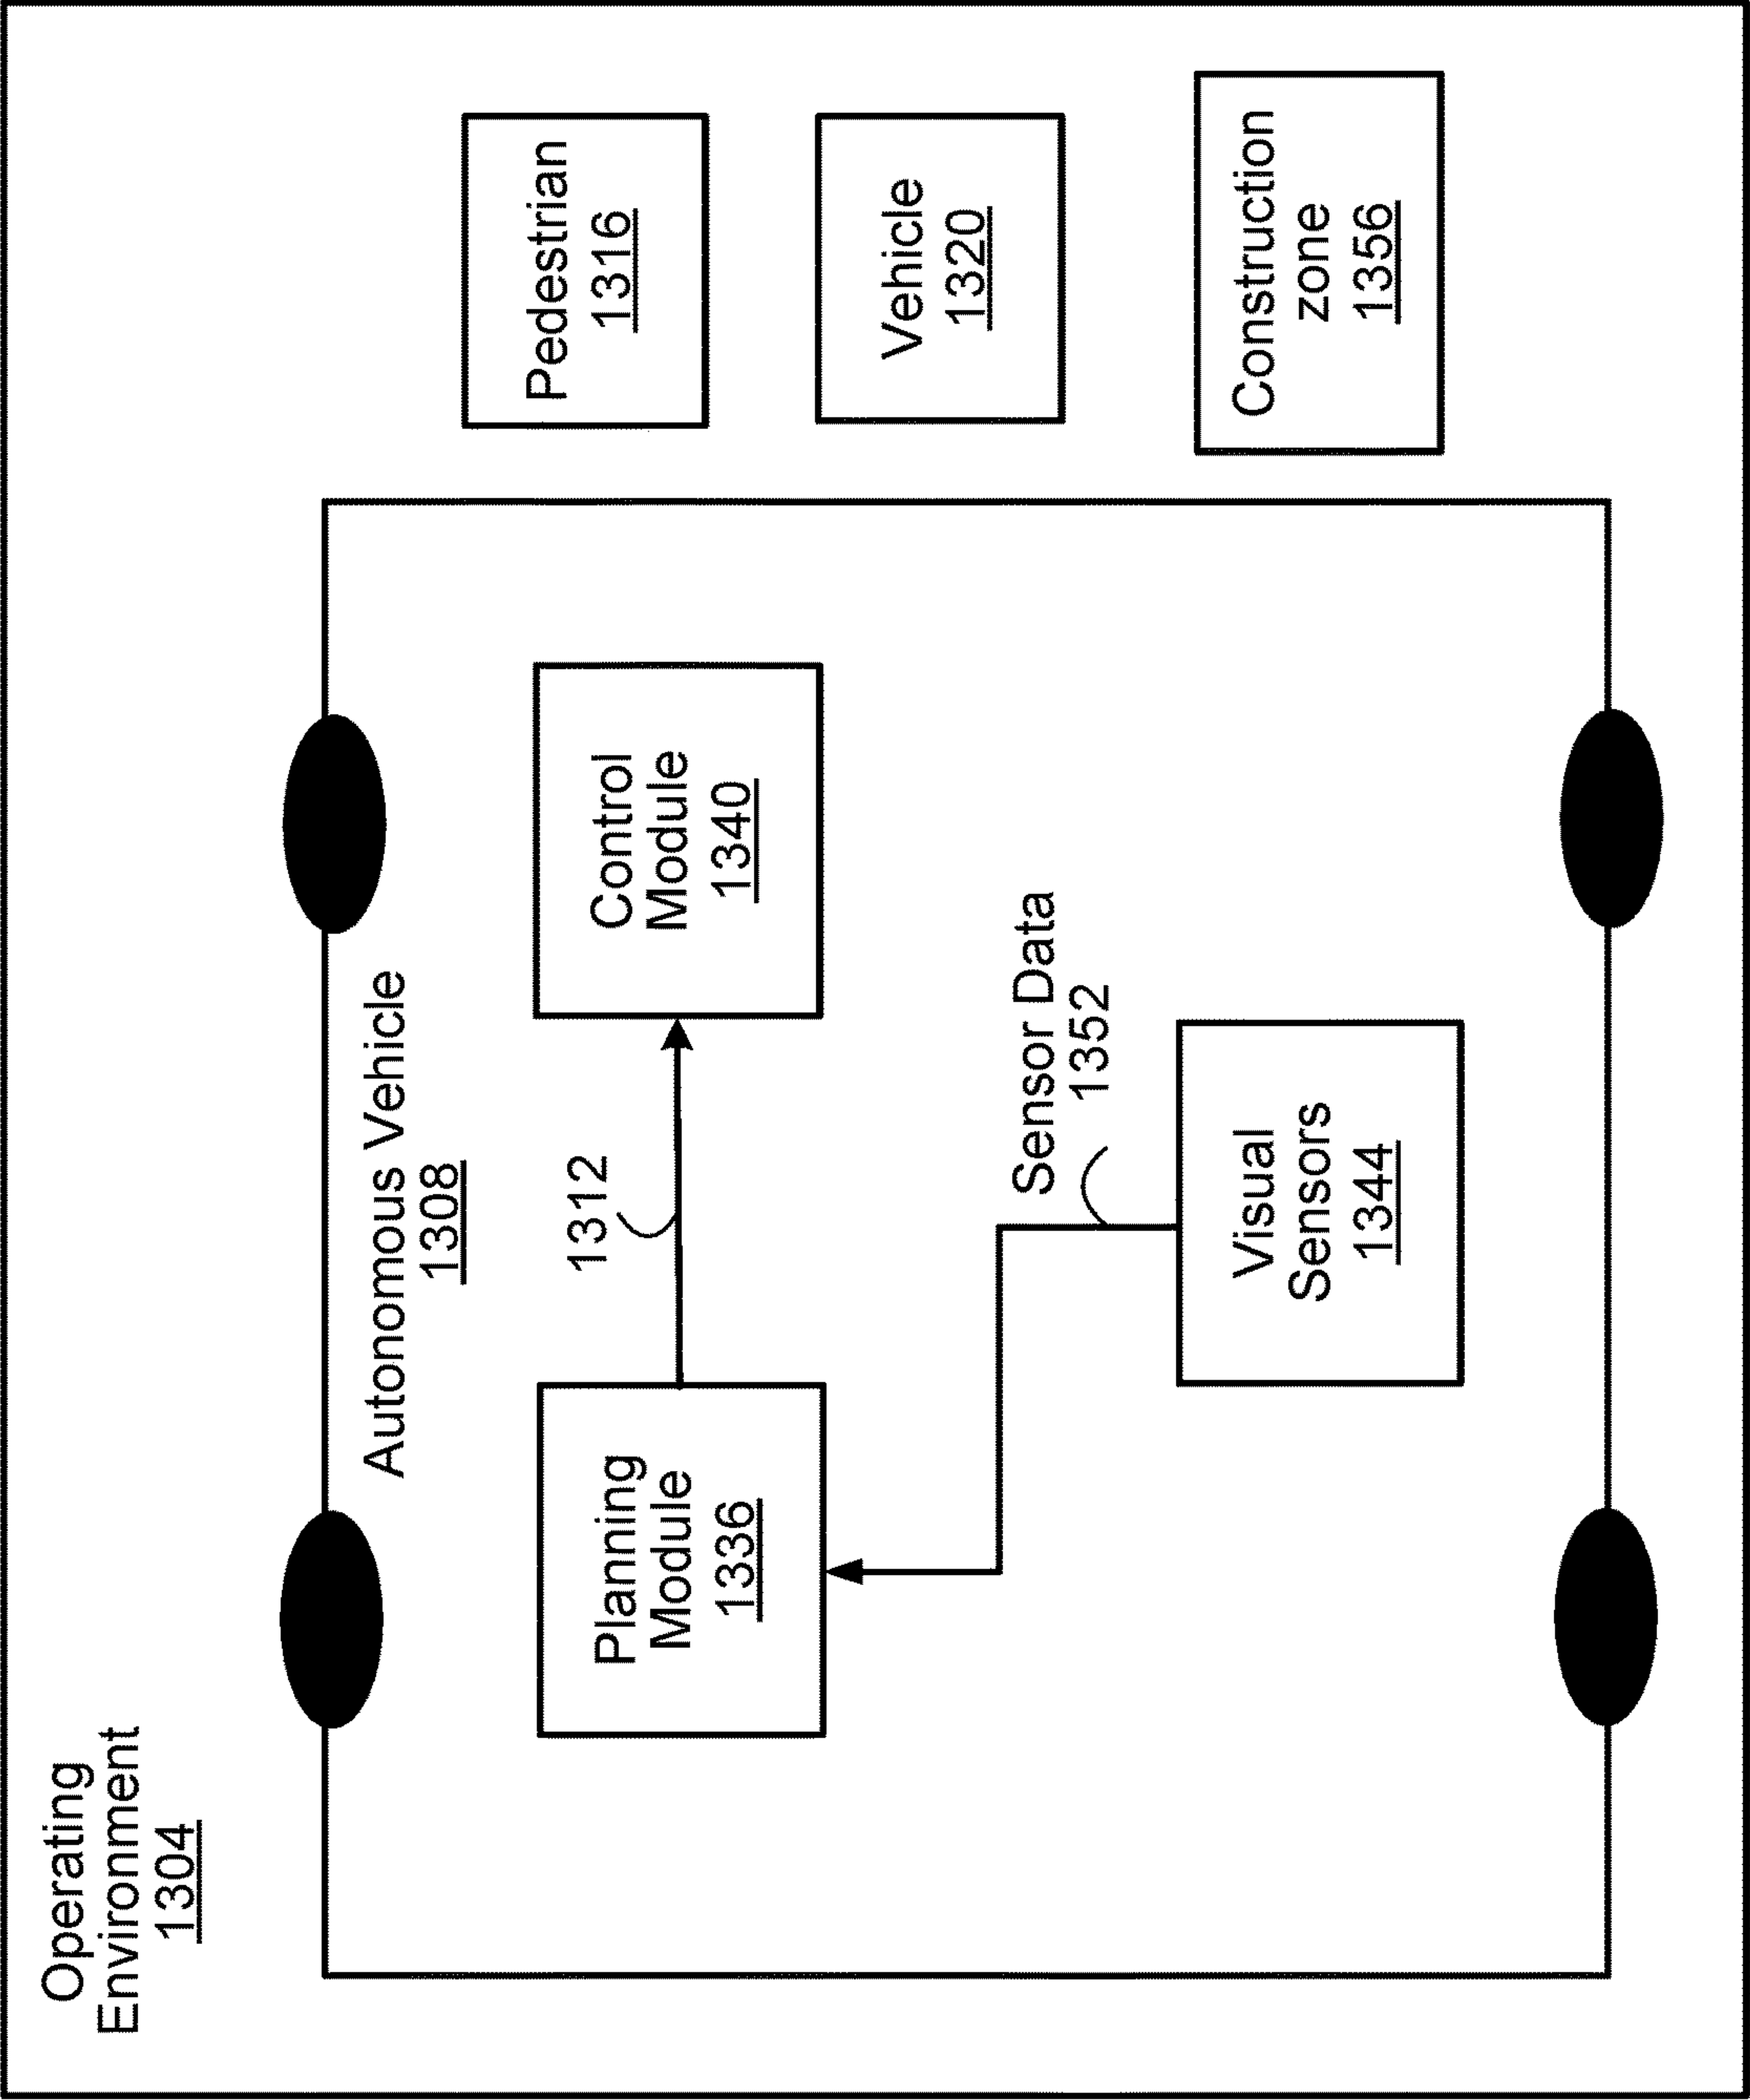 Operating
Environment
1304
Autonomous Vehicle
1308
Planning
Module
1336
1312
Control
Module
1340
Sensor Data
1352
Visual
Sensors
1344
Pedestrian
1316
Vehicle
1320
Construction
zone
1356